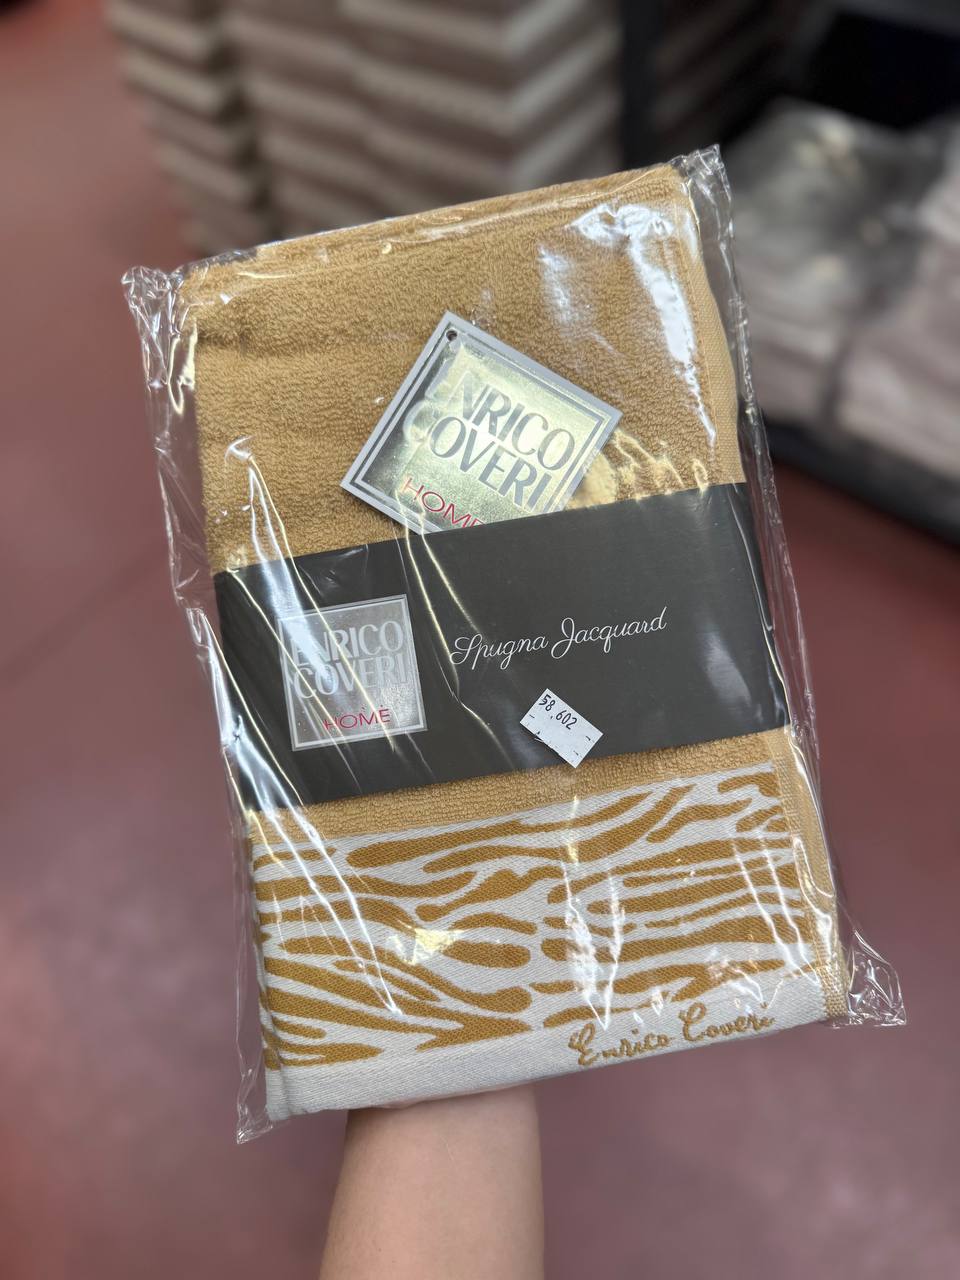 ENRICO
COVERI
HOME
ENRICO
COVERI
HOME
Spugna Jacquard
58.602
Enrico Coveri